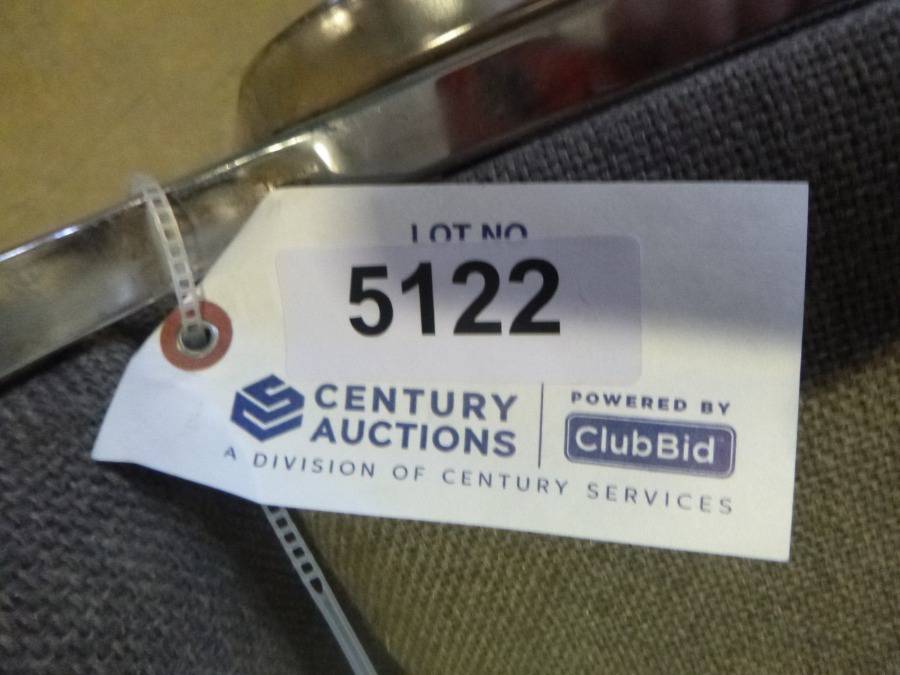 LOT NO
5122
CENTURY
AUCTIONS
A DIVISION OF CENTURY SERVICES
POWERED BY
ClubBid